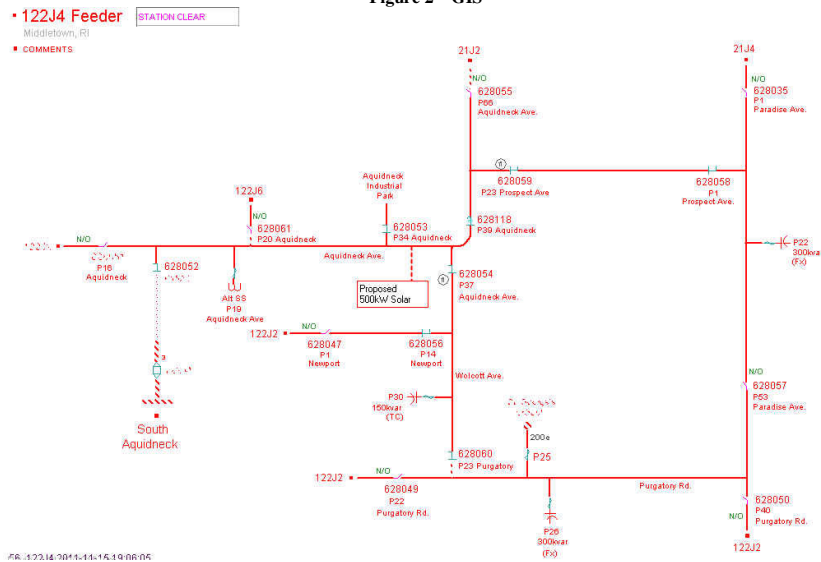 Figure 2 GIS
122J4 Feeder
STATION CLEAR
Middletown, RI
COMMENTS
21J2
N/O
628055
P66
Aquidneck Ave.
21J4
N/O
628035
P1
Paradise Ave.
628059
P23 Prospect Ave
628058
P1
Prospect Ave.
122J6
N/O
628061
P20 Aquidneck
Aquidneck
Industrial
Park
628053
P34 Aquidneck
628118
P39 Aquidneck
N/O
P16
Aquidneck
628052
Aquidneck Ave.
P22
300kva
(Fx)
Alt SS
P19
Aquidneck Ave
Proposed
500kW Solar
628054
P37
Aquidneck Ave.
122J2
N/O
628047
P1
Newport
628056
P14
Newport
3
Wolcott Ave.
N/O
628057
P53
Paradise Ave.
P30
150kvar
(TC)
South
Aquidneck
200e
P25
628060
P23 Purgatory
122J2
N/O
628049
P22
Purgatory Rd.
Purgatory Rd.
P26
300kvar
(Fx)
628050
P40
Purgatory Rd.
N/O
122J2